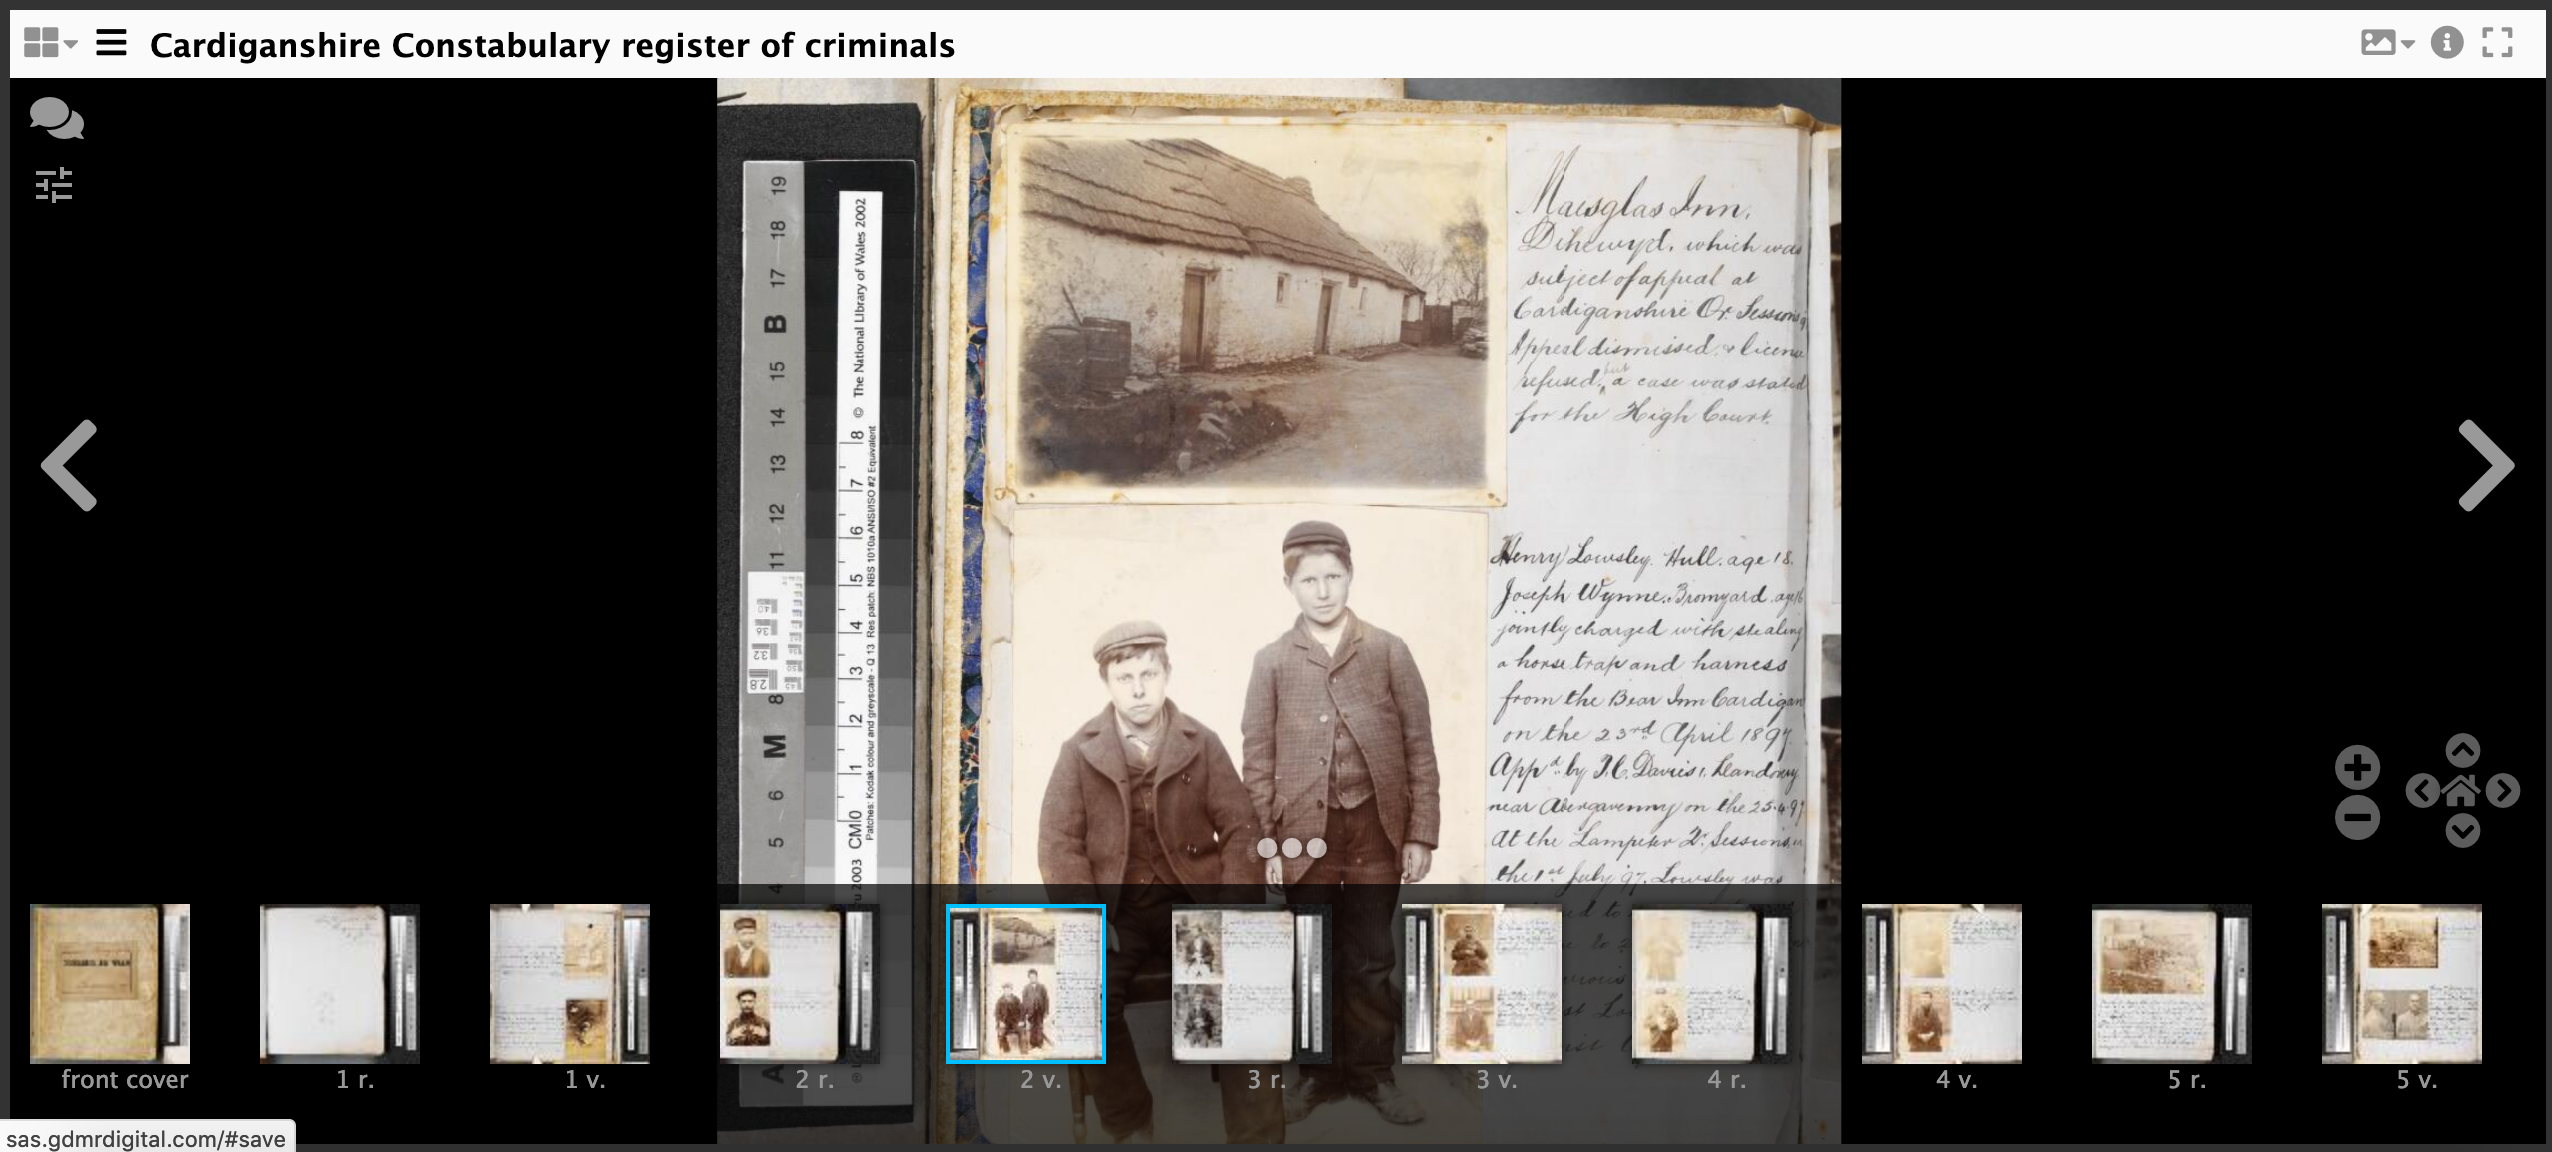 Cardiganshire Constabulary register of criminals
Maesglas Inn,
Dihewyd, which was
subject of appeal at
Cardiganshire Qr. Sessions,
Appeal dismissed, & licence
refused, but a case was stated
for the High Court.
Henry Lowsley. Hull. age 18.
Joseph Wynne. Bromyard. age 16
jointly charged with stealing
a horse trap and harness
from the Bear Inn Cardigan
on the 23rd April 1897
Appd. by J.C. Davies, Llandovery
near Abergavenny on the 25.4.97
At the Lampeter Qr. Sessions,
the 1st July 97. Lowsley was
19
18
17
B
15
14
13
12
11
8
M
6
5
4
A
CM 0 1 2 3 4 5 6 7 8 © The National Library of Wales 2002
Patches: Kodak colour and greyscale - Q 13 Res patch: NBS 1010a ANSI/ISO #2 Equivalent
2003
front cover
1 r.
1 v.
2 r.
2 v.
3 r.
3 v.
4 r.
4 v.
5 r.
5 v.
sas.gdmrdigital.com/#save